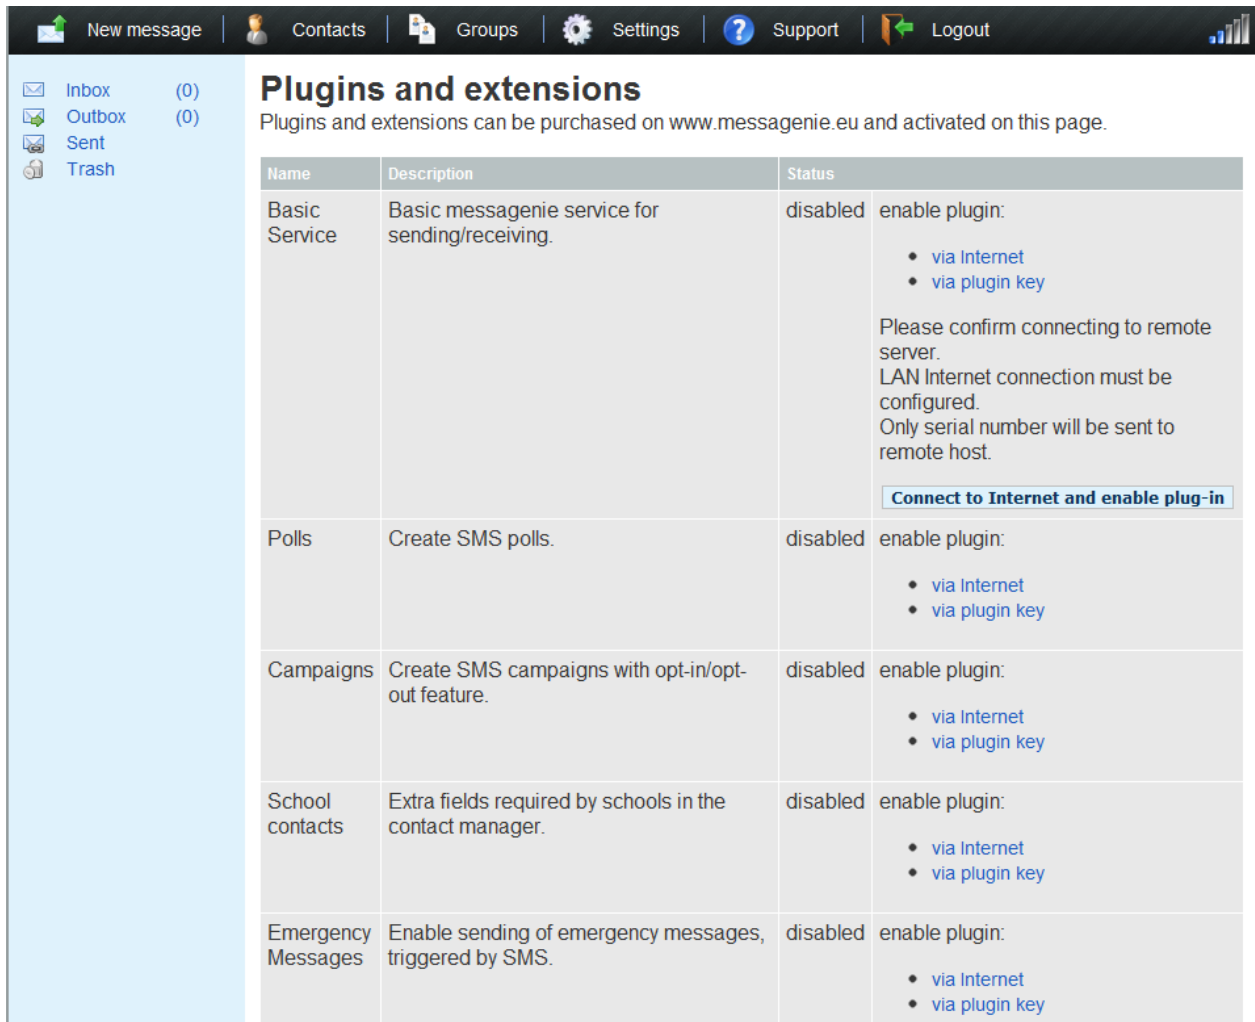 New message
Contacts
Groups
Settings
Support
Logout
Inbox (0)
Outbox (0)
Sent
Trash
Plugins and extensions
Plugins and extensions can be purchased on www.messagenie.eu and activated on this page.
Name Description Status
Basic
Service
Basic messagenie service for
sending/receiving.
disabled
enable plugin:
• via Internet
• via plugin key
Please confirm connecting to remote
server.
LAN Internet connection must be
configured.
Only serial number will be sent to
remote host.
Connect to Internet and enable plug-in
Polls
Create SMS polls.
disabled
enable plugin:
• via Internet
• via plugin key
Campaigns
Create SMS campaigns with opt-in/opt-
out feature.
disabled
enable plugin:
• via Internet
• via plugin key
School
contacts
Extra fields required by schools in the
contact manager.
disabled
enable plugin:
• via Internet
• via plugin key
Emergency
Messages
Enable sending of emergency messages,
triggered by SMS.
disabled
enable plugin:
• via Internet
• via plugin key